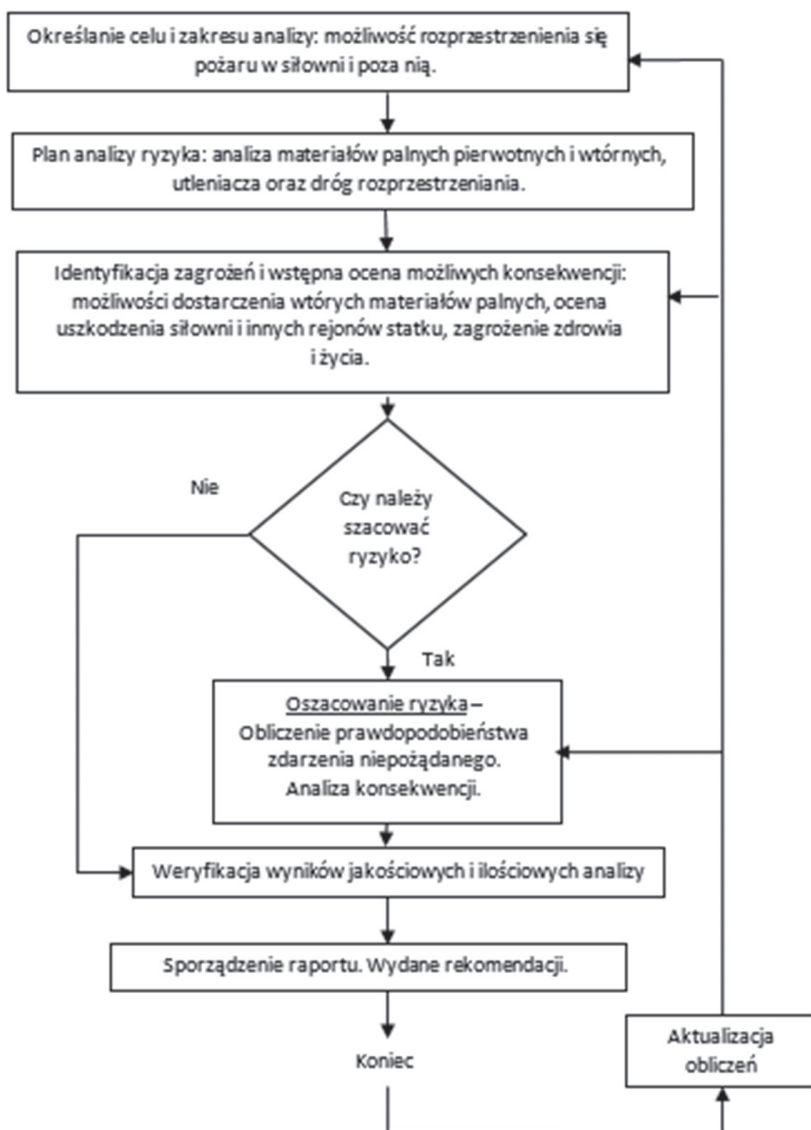 Określanie celu i zakresu analizy: możliwość rozprzestrzenienia się
pożaru w siłowni i poza nią.
Plan analizy ryzyka: analiza materiałów palnych pierwotnych i wtórnych,
utleniacza oraz dróg rozprzestrzeniania.
Identyfikacja zagrożeń i wstępna ocena możliwych konsekwencji:
możliwości dostarczenia wtórych materiałów palnych, ocena
uszkodzenia siłowni i innych rejonów statku, zagrożenie zdrowia
i życia.
Nie
Czy należy
szacować
ryzyko?
Tak
Oszacowanie ryzyka –
Obliczenie prawdopodobieństwa
zdarzenia niepożądanego.
Analiza konsekwencji.
Weryfikacja wyników jakościowych i ilościowych analizy
Sporządzenie raportu. Wydane rekomendacji.
Koniec
Aktualizacja
obliczeń